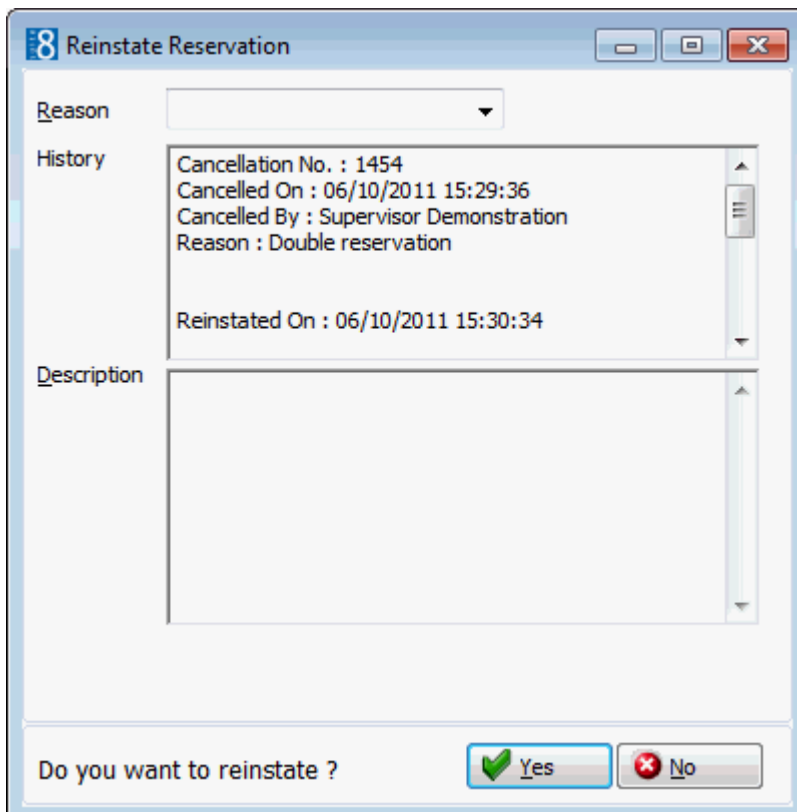 8 Reinstate Reservation
Reason
History
Cancellation No. : 1454
Cancelled On : 06/10/2011 15:29:36
Cancelled By : Supervisor Demonstration
Reason : Double reservation
Reinstated On : 06/10/2011 15:30:34
Description
Do you want to reinstate ?
Yes
No